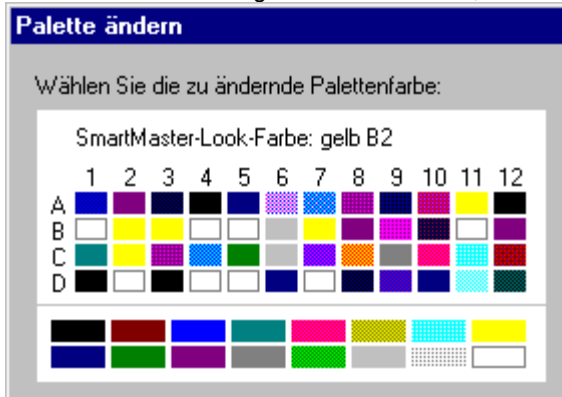 Palette ändern
Wählen Sie die zu ändernde Palettenfarbe:
SmartMaster-Look-Farbe: gelb B2
1 2 3 4 5 6 7 8 9 10 11 12
A
B
C
D